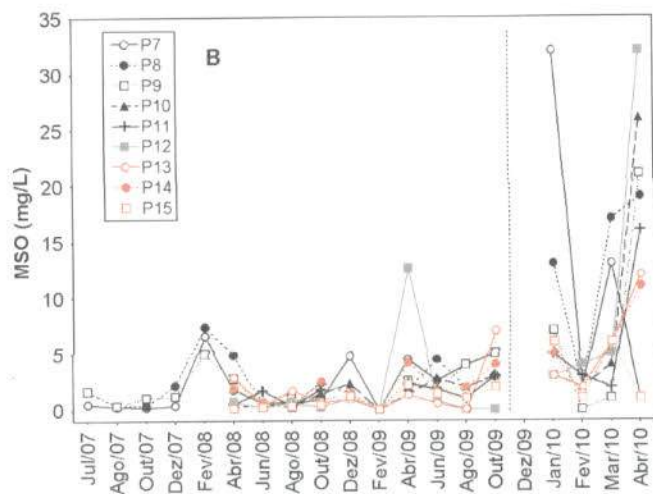 35
30
25
20
15
10
5
0
MSO (mg/L)
B
P7
P8
P9
P10
P11
P12
P13
P14
P15
Jul/07
Ago/07
Out/07
Dez/07
Fev/08
Abr/08
Jun/08
Ago/08
Out/08
Dez/08
Fev/09
Abr/09
Jun/09
Ago/09
Out/09
Dez/09
Jan/10
Fev/10
Mar/10
Abr/10